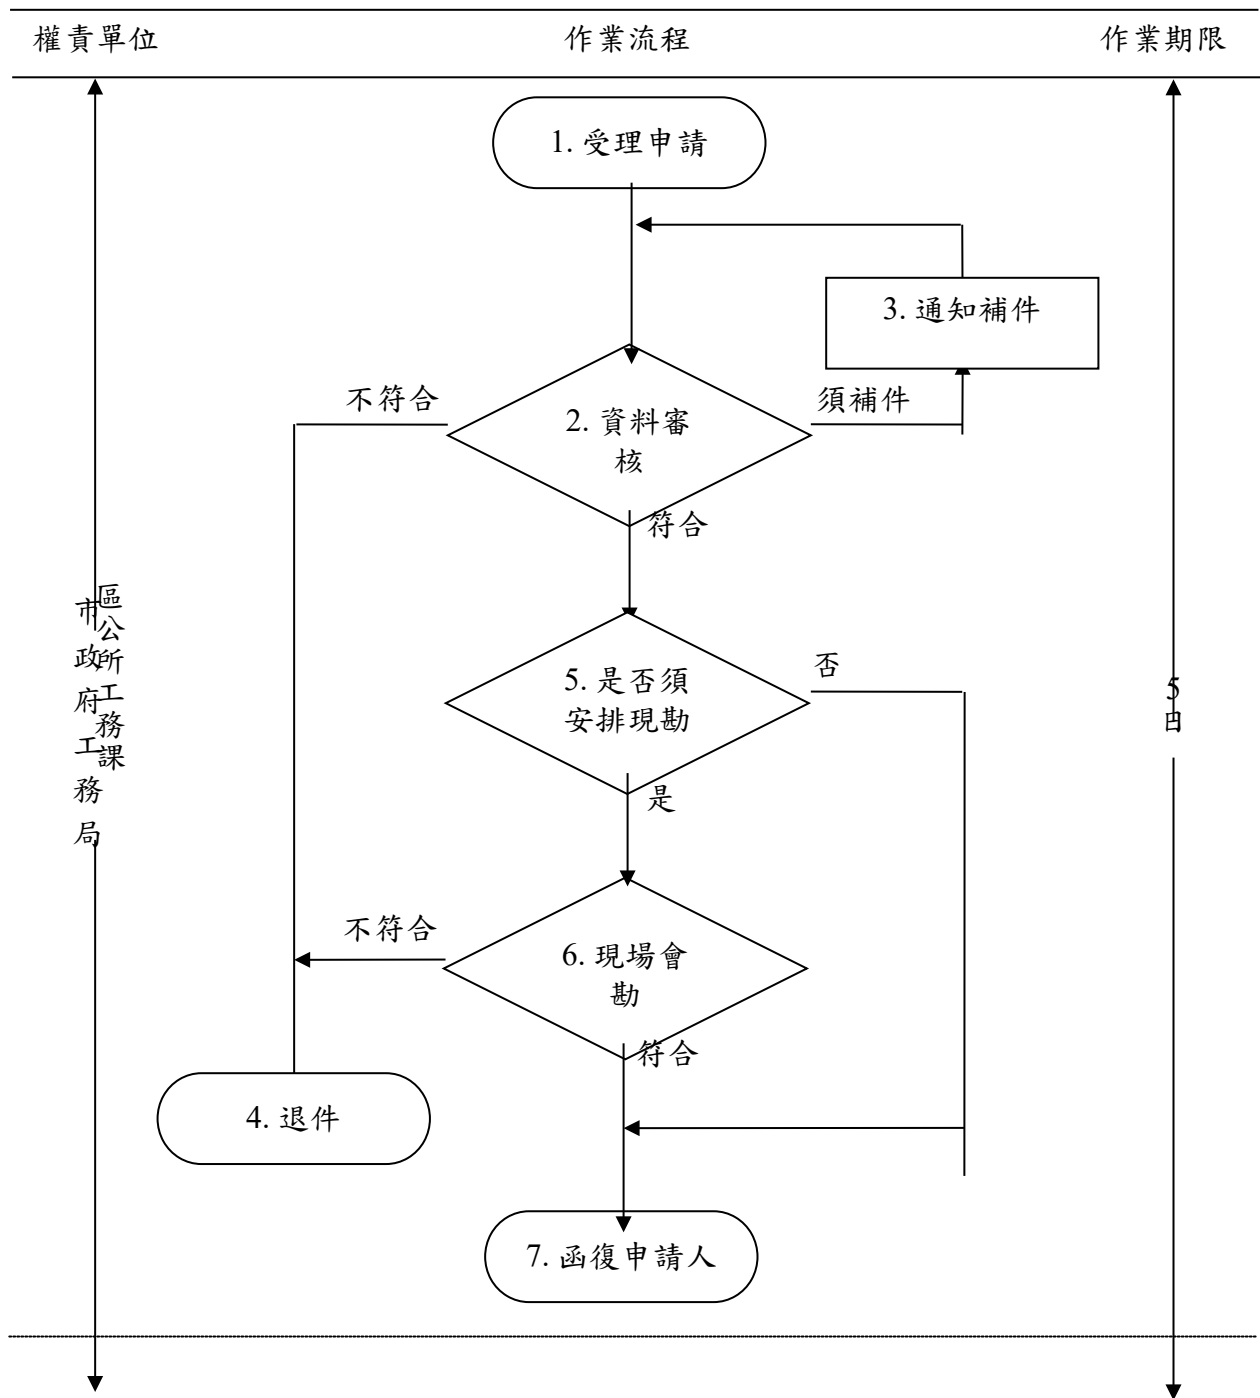 權責單位
作業流程
作業期限
1. 受理申請
3. 通知補件
不符合
須補件
2. 資料審
核
符合
區公所工務課
市政府工務局
5. 是否須
安排現勘
否
5
日
是
不符合
6. 現場會
勘
符合
4. 退件
7. 函復申請人